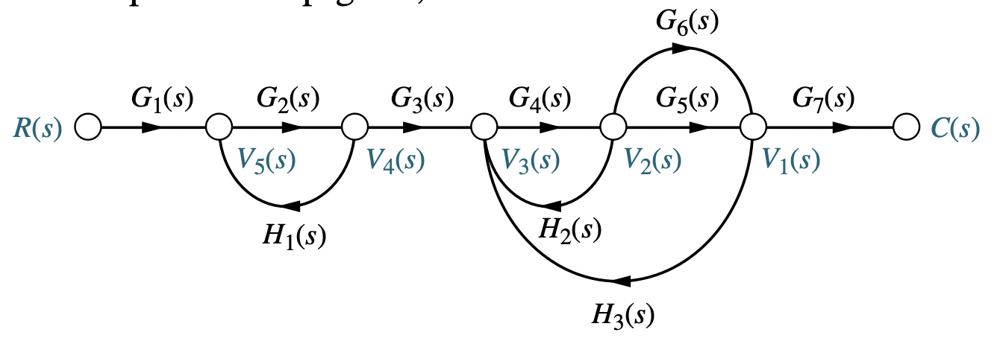 G₆(s)
G₁(s) G₂(s) G₃(s) G₄(s) G₅(s) G₇(s)
R(s) C(s)
V₅(s) V₄(s) V₃(s) V₂(s) V₁(s)
H₁(s) H₂(s)
H₃(s)